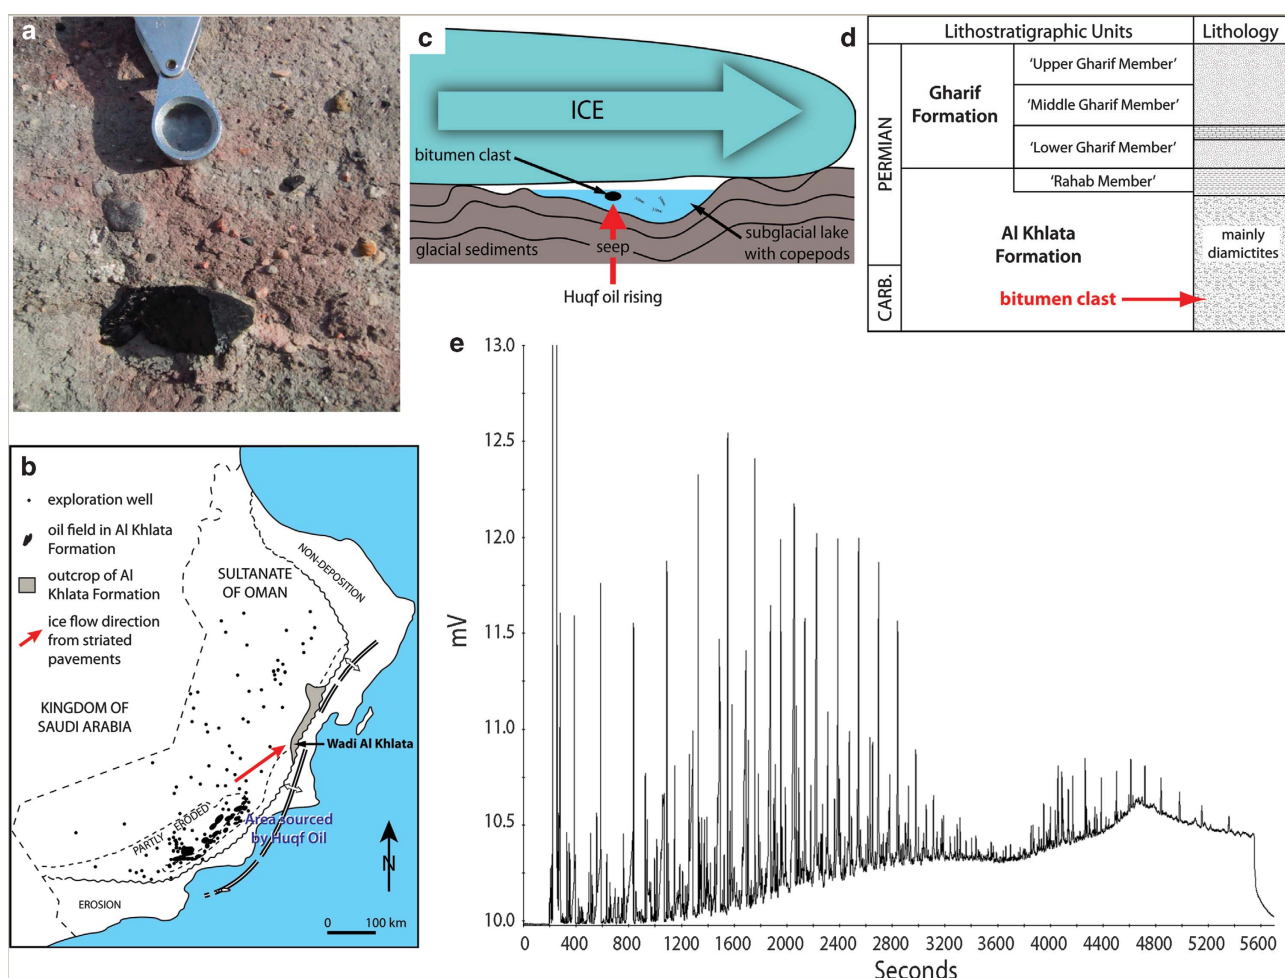 a
b
exploration well
oil field in Al Khlata
Formation
outcrop of Al
Khlata Formation
ice flow direction
from striated
pavements
NON-DEPOSITION
SULTANATE
OF OMAN
KINGDOM OF
SAUDI ARABIA
Wadi Al Khlata
PARTLY ERODED
Area sourced
by Huqf Oil
EROSION
N
0 100 km
c
ICE
bitumen clast
glacial sediments
seep
subglacial lake
with copepods
Huqf oil rising
d
Lithostratigraphic Units Lithology
PERMIAN
CARB.
Gharif
Formation
‘Upper Gharif Member’
‘Middle Gharif Member’
‘Lower Gharif Member’
‘Rahab Member’
Al Khlata
Formation
mainly
diamictites
bitumen clast
e
mV
13.0
12.5
12.0
11.5
11.0
10.5
10.0
0 400 800 1200 1600 2000 2400 2800 3200 3600 4000 4400 4800 5200 5600
Seconds